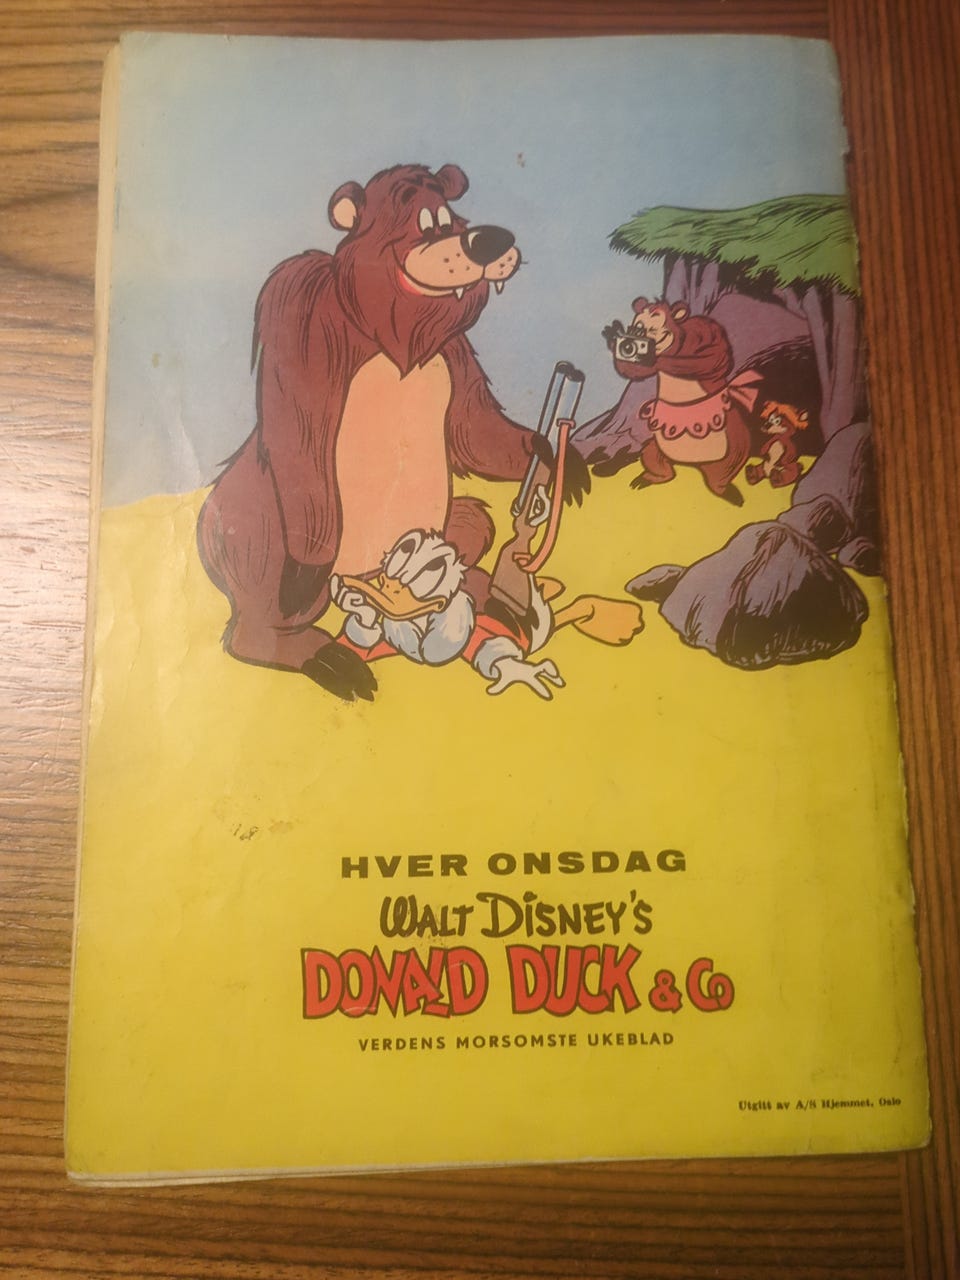 HVER ONSDAG
WALT DISNEY'S
DONALD DUCK & Co
VERDENS MORSOMSTE UKEBLAD
Utgitt av A/S Hjemmet, Oslo